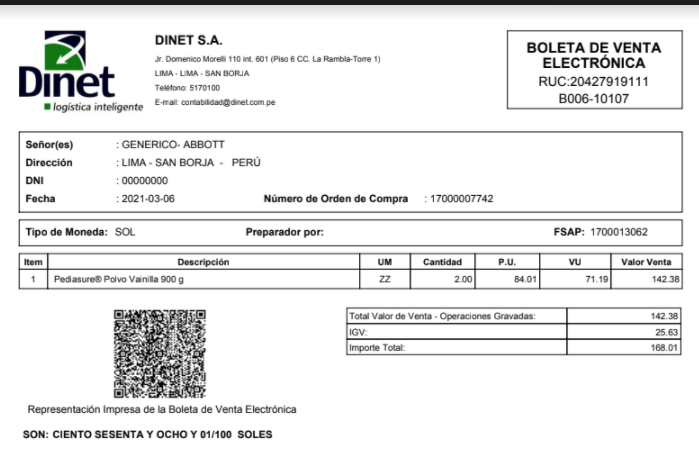 Dinet
logística inteligente
DINET S.A.
Jr. Domenico Morelli 110 int. 601 (Piso 6 CC. La Rambla-Torre 1)
LIMA - LIMA - SAN BORJA
Teléfono: 5170100
E-mail: contabilidad@dinet.com.pe
BOLETA DE VENTA
ELECTRÓNICA
RUC:20427919111
B006-10107
Señor(es) : GENERICO- ABBOTT
Dirección : LIMA - SAN BORJA - PERÚ
DNI : 00000000
Fecha : 2021-03-06 Número de Orden de Compra : 17000007742
Tipo de Moneda: SOL Preparador por: FSAP: 1700013062
Item Descripción UM Cantidad P.U. VU Valor Venta
1 Pediasure® Polvo Vainilla 900 g ZZ 2.00 84.01 71.19 142.38
Total Valor de Venta - Operaciones Gravadas: 142.38
IGV: 25.63
Importe Total: 168.01
Representación Impresa de la Boleta de Venta Electrónica
SON: CIENTO SESENTA Y OCHO Y 01/100 SOLES